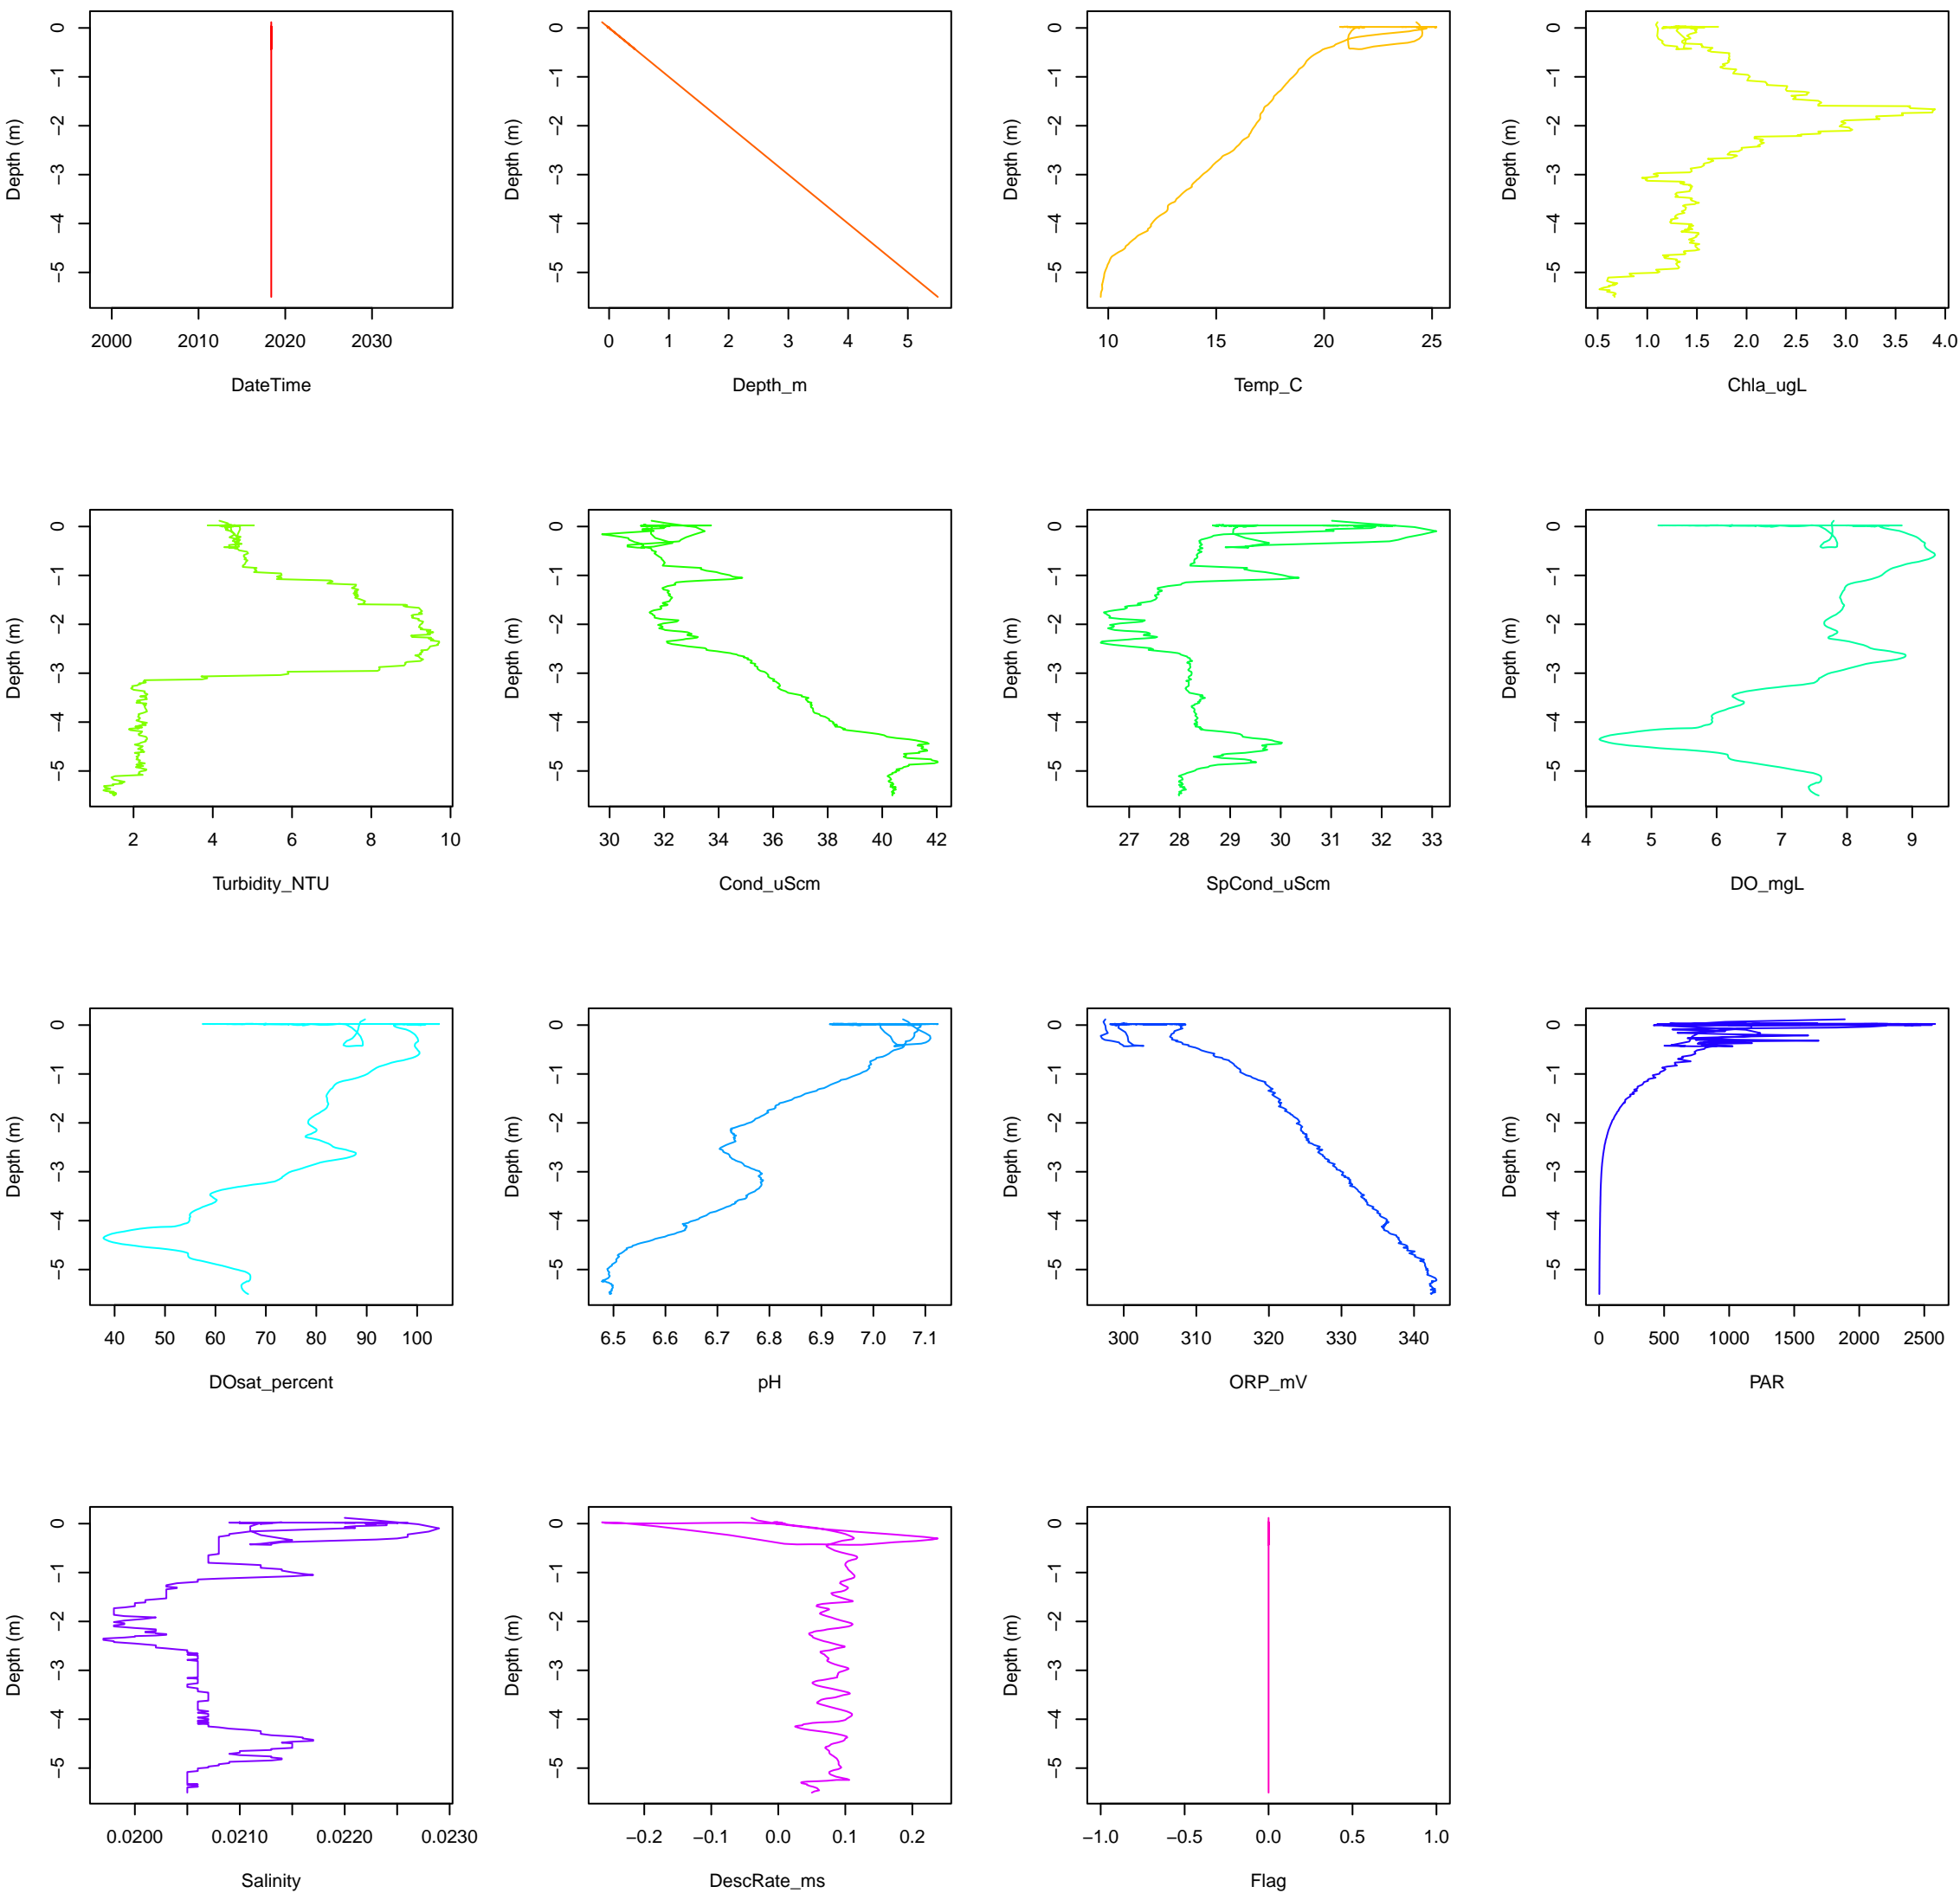 Depth (m) 0 −1 −2 −3 −4 −5
2000 2010 2020 2030
DateTime
Depth (m) 0 −1 −2 −3 −4 −5
0 1 2 3 4 5
Depth_m
Depth (m) 0 −1 −2 −3 −4 −5
10 15 20 25
Temp_C
Depth (m) 0 −1 −2 −3 −4 −5
0.5 1.0 1.5 2.0 2.5 3.0 3.5 4.0
Chla_ugL
Depth (m) 0 −1 −2 −3 −4 −5
2 4 6 8 10
Turbidity_NTU
Depth (m) 0 −1 −2 −3 −4 −5
30 32 34 36 38 40 42
Cond_uScm
Depth (m) 0 −1 −2 −3 −4 −5
27 28 29 30 31 32 33
SpCond_uScm
Depth (m) 0 −1 −2 −3 −4 −5
4 5 6 7 8 9
DO_mgL
Depth (m) 0 −1 −2 −3 −4 −5
40 50 60 70 80 90 100
DOsat_percent
Depth (m) 0 −1 −2 −3 −4 −5
6.5 6.6 6.7 6.8 6.9 7.0 7.1
pH
Depth (m) 0 −1 −2 −3 −4 −5
300 310 320 330 340
ORP_mV
Depth (m) 0 −1 −2 −3 −4 −5
0 500 1000 1500 2000 2500
PAR
Depth (m) 0 −1 −2 −3 −4 −5
0.0200 0.0210 0.0220 0.0230
Salinity
Depth (m) 0 −1 −2 −3 −4 −5
−0.2 −0.1 0.0 0.1 0.2
DescRate_ms
Depth (m) 0 −1 −2 −3 −4 −5
−1.0 −0.5 0.0 0.5 1.0
Flag